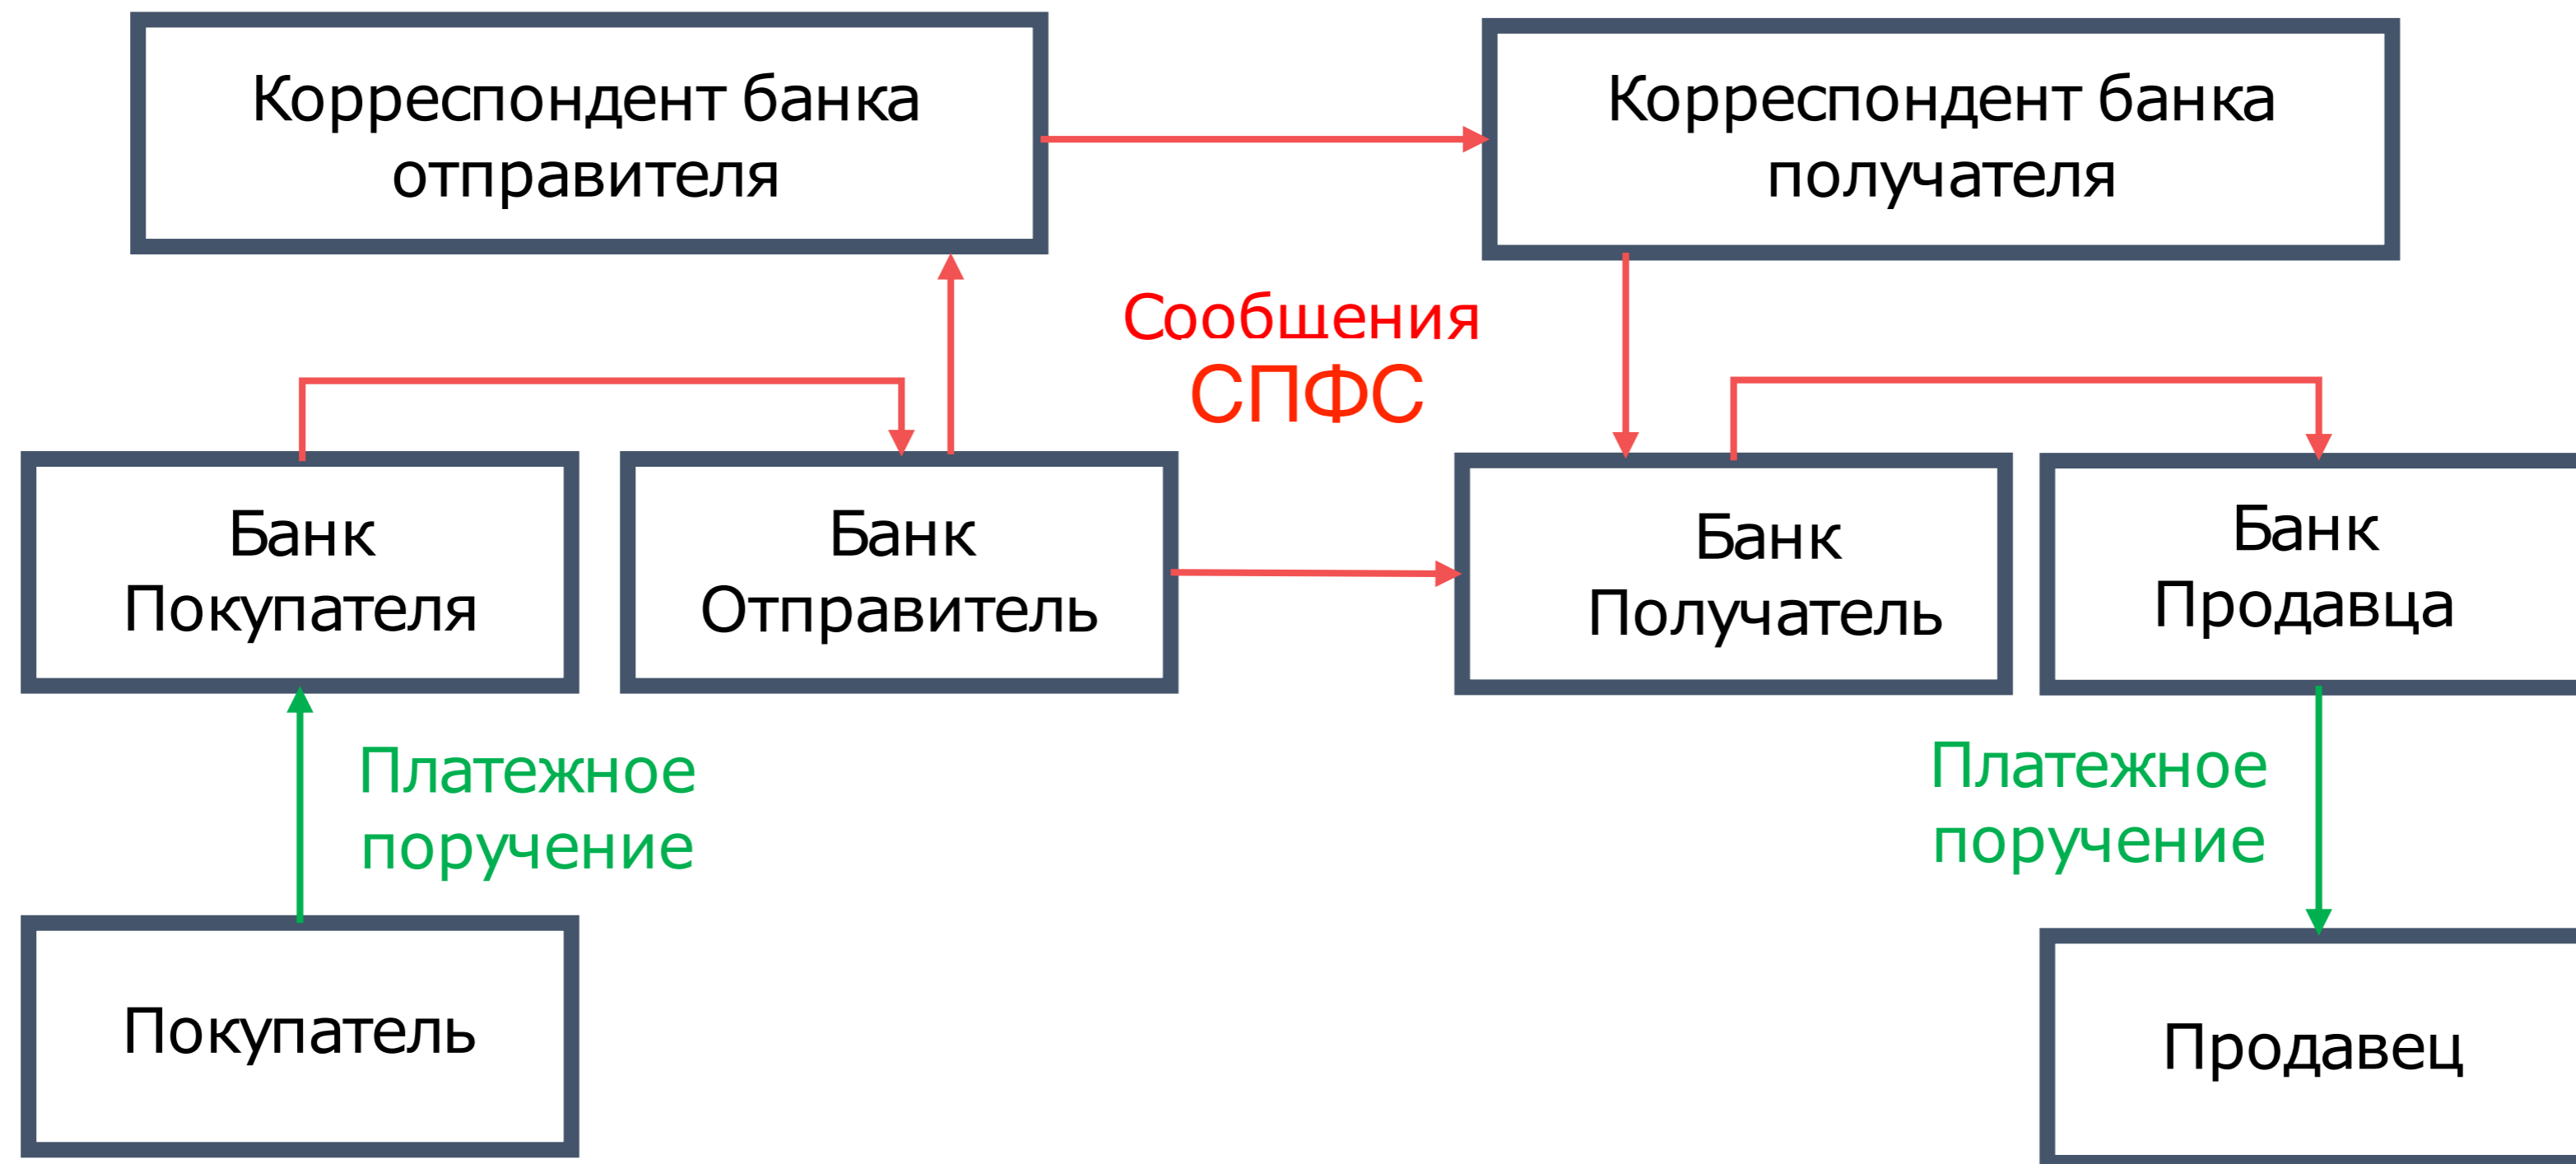 Корреспондент банка
отправителя
Корреспондент банка
получателя
Сообщения
СПФС
Банк
Покупателя
Банк
Отправитель
Банк
Получатель
Банк
Продавца
Платежное
поручение
Платежное
поручение
Покупатель
Продавец